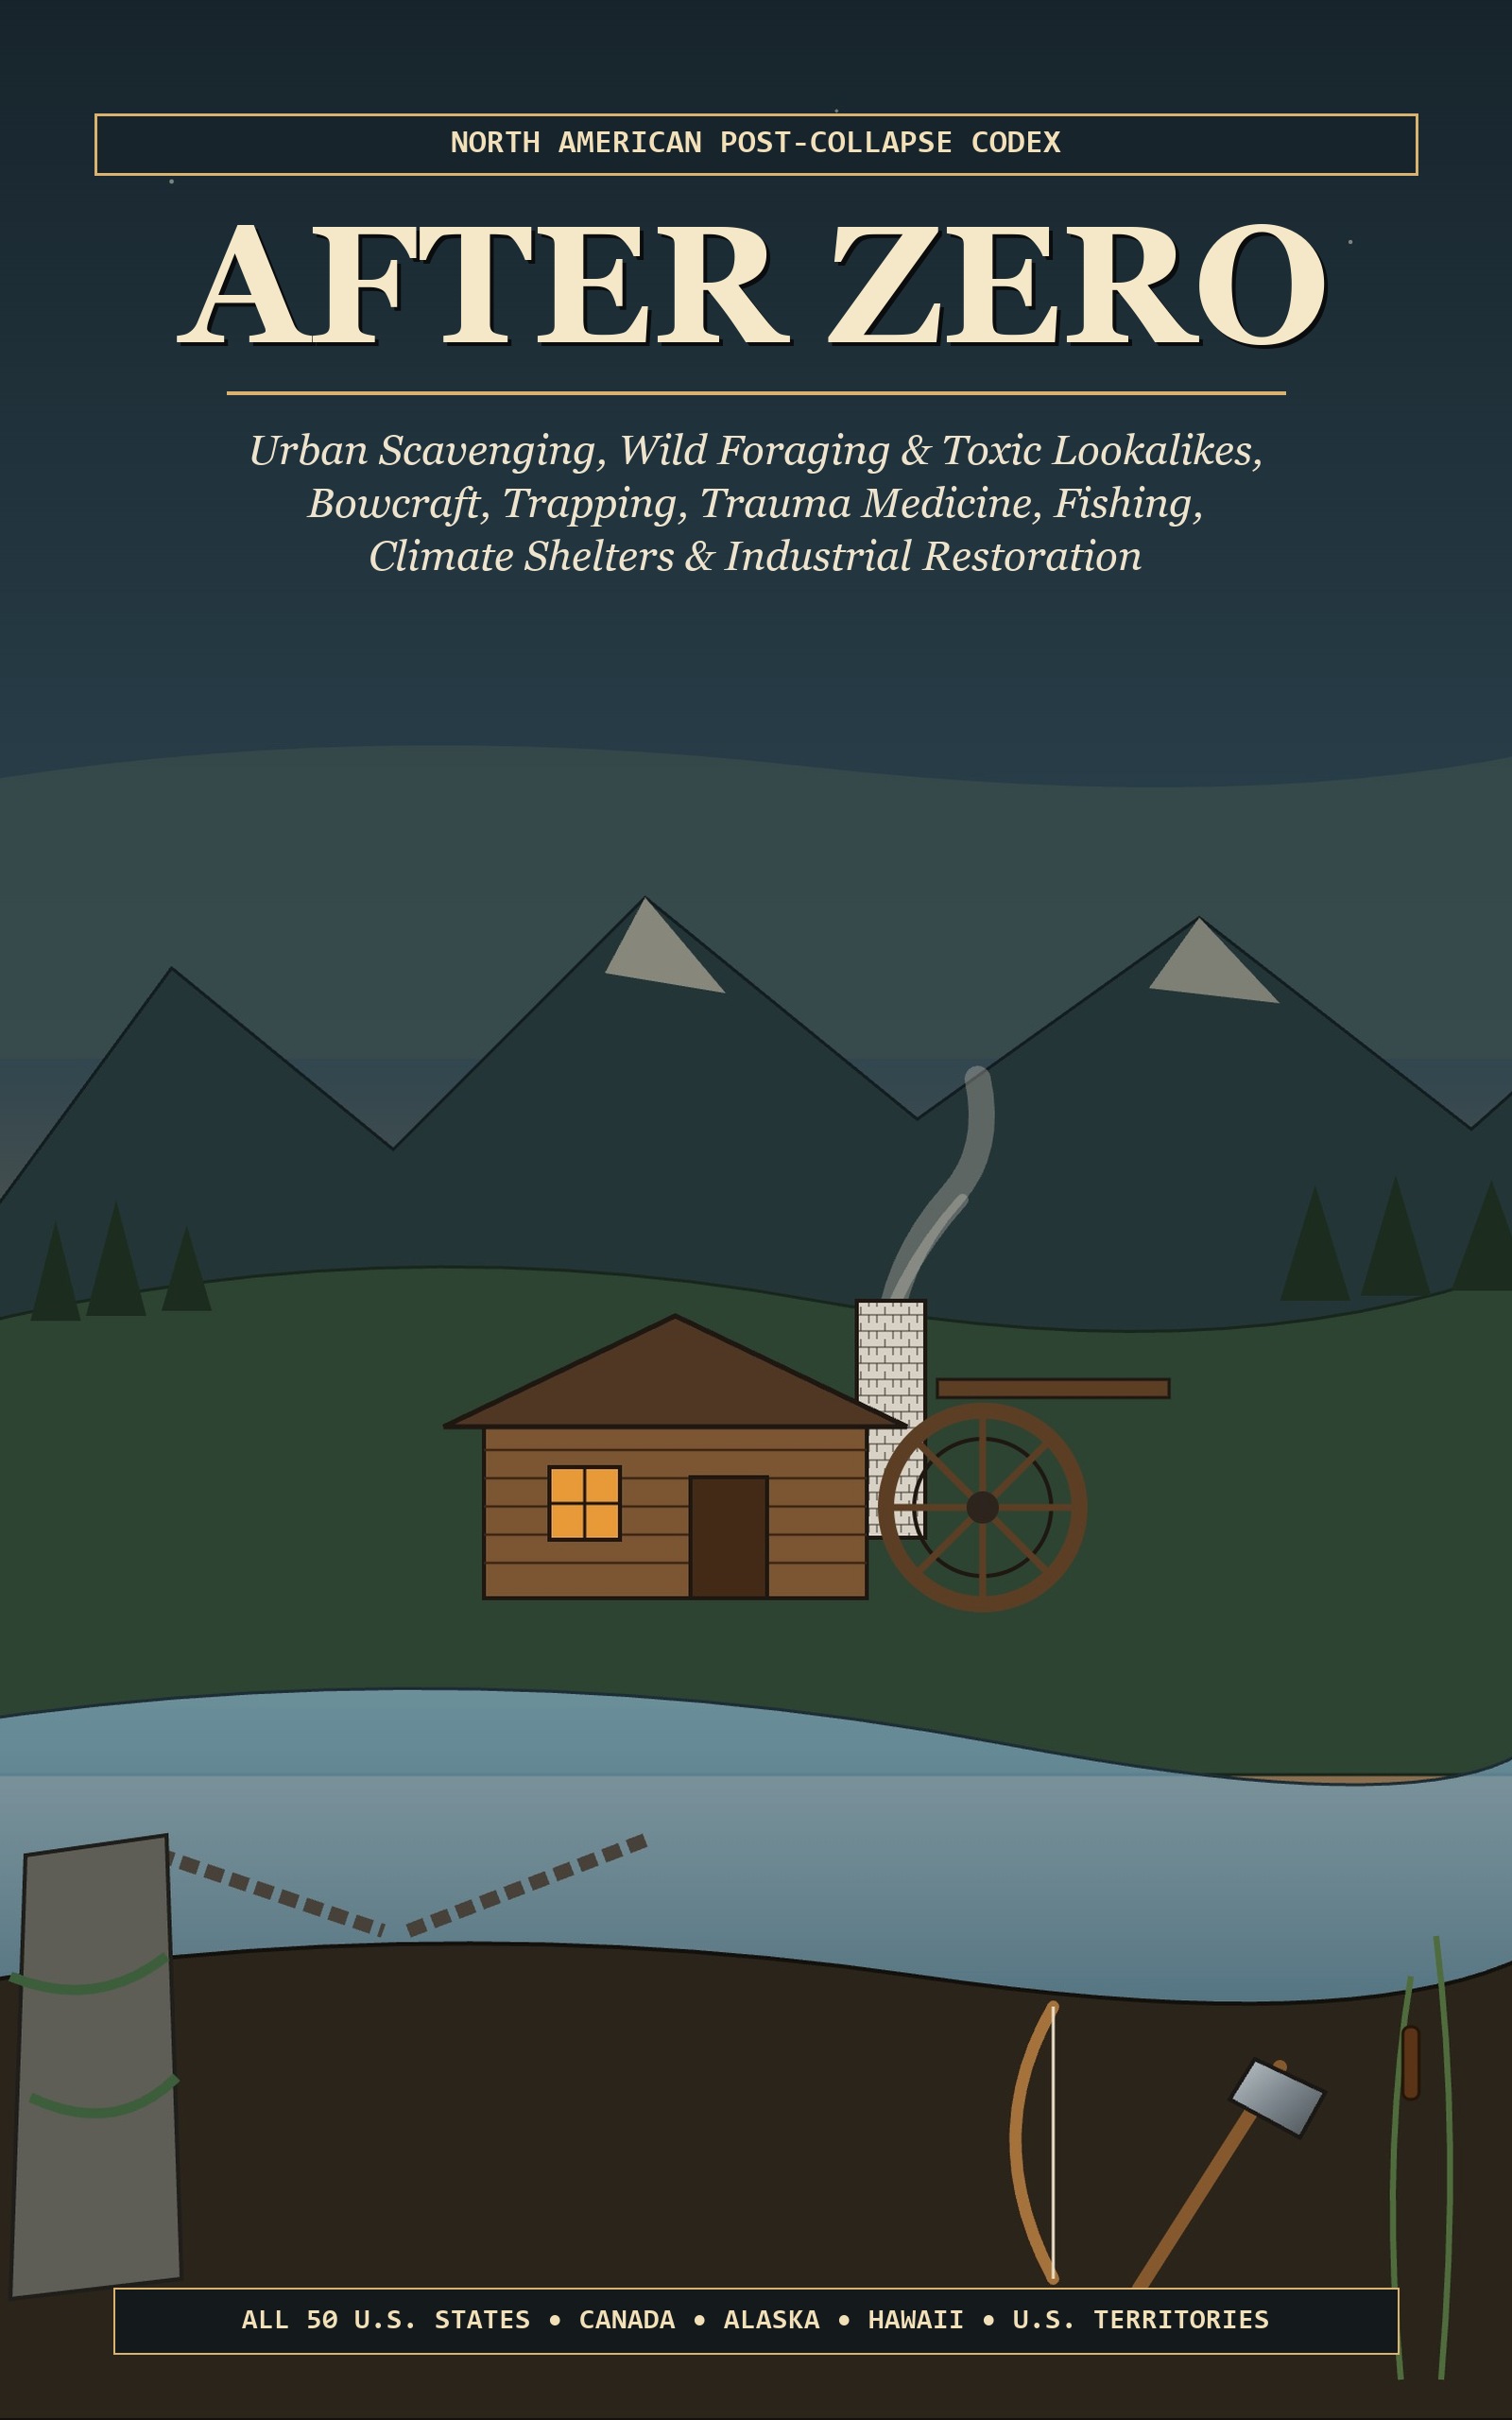 NORTH AMERICAN POST-COLLAPSE CODEX
AFTER ZERO
Urban Scavenging, Wild Foraging & Toxic Lookalikes,
Bowcraft, Trapping, Trauma Medicine, Fishing,
Climate Shelters & Industrial Restoration
ALL 50 U.S. STATES • CANADA • ALASKA • HAWAII • U.S. TERRITORIES